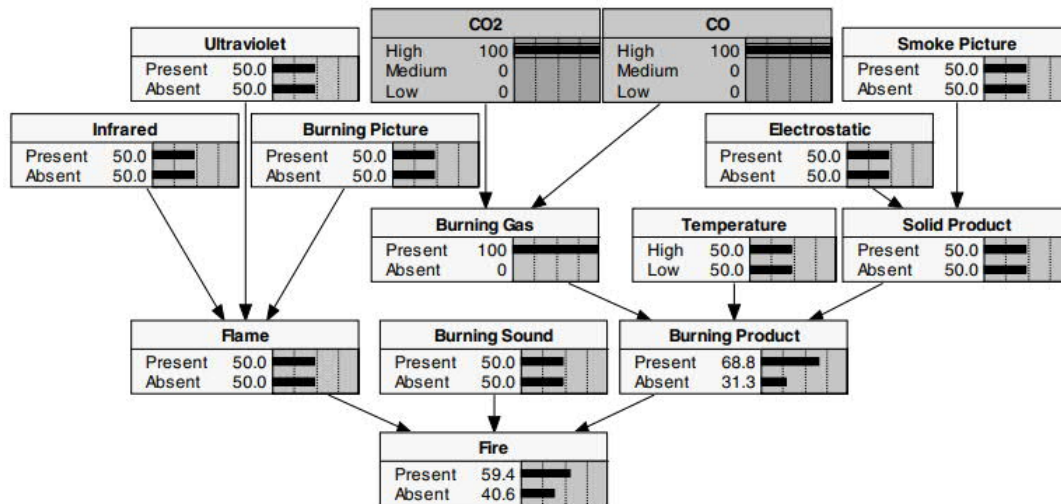 CO2
High 100
Medium 0
Low 0
CO
High 100
Medium 0
Low 0
Ultraviolet
Present 50.0
Absent 50.0
Smoke Picture
Present 50.0
Absent 50.0
Infrared
Present 50.0
Absent 50.0
Burning Picture
Present 50.0
Absent 50.0
Electrostatic
Present 50.0
Absent 50.0
Burning Gas
Present 100
Absent 0
Temperature
High 50.0
Low 50.0
Solid Product
Present 50.0
Absent 50.0
Flame
Present 50.0
Absent 50.0
Burning Sound
Present 50.0
Absent 50.0
Burning Product
Present 68.8
Absent 31.3
Fire
Present 59.4
Absent 40.6